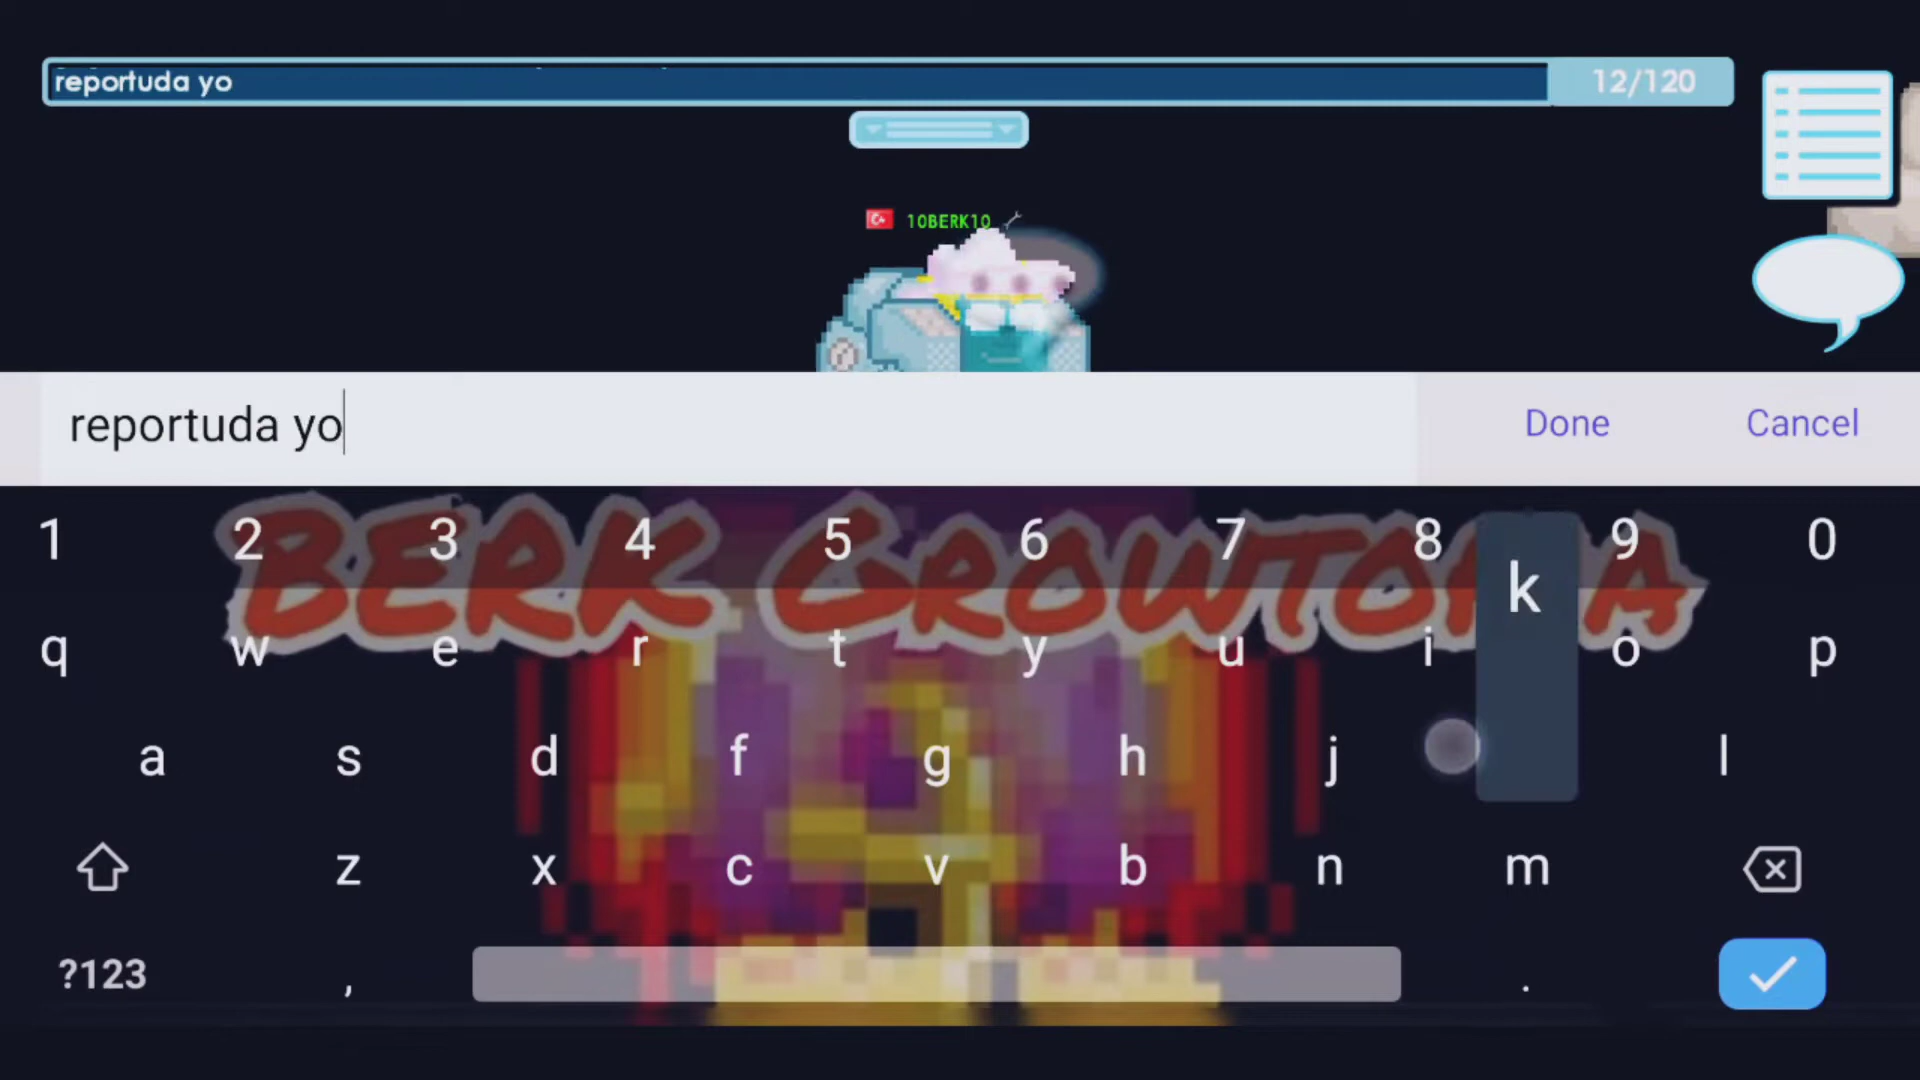 reportuda yo
12/120
10BERK10
reportuda yo
Done
Cancel
BERK GROWTOPIA
1 2 3 4 5 6 7 8 9 0
k
q w e r t y u i o p
a s d f g h j l
z x c v b n m
?123 , .